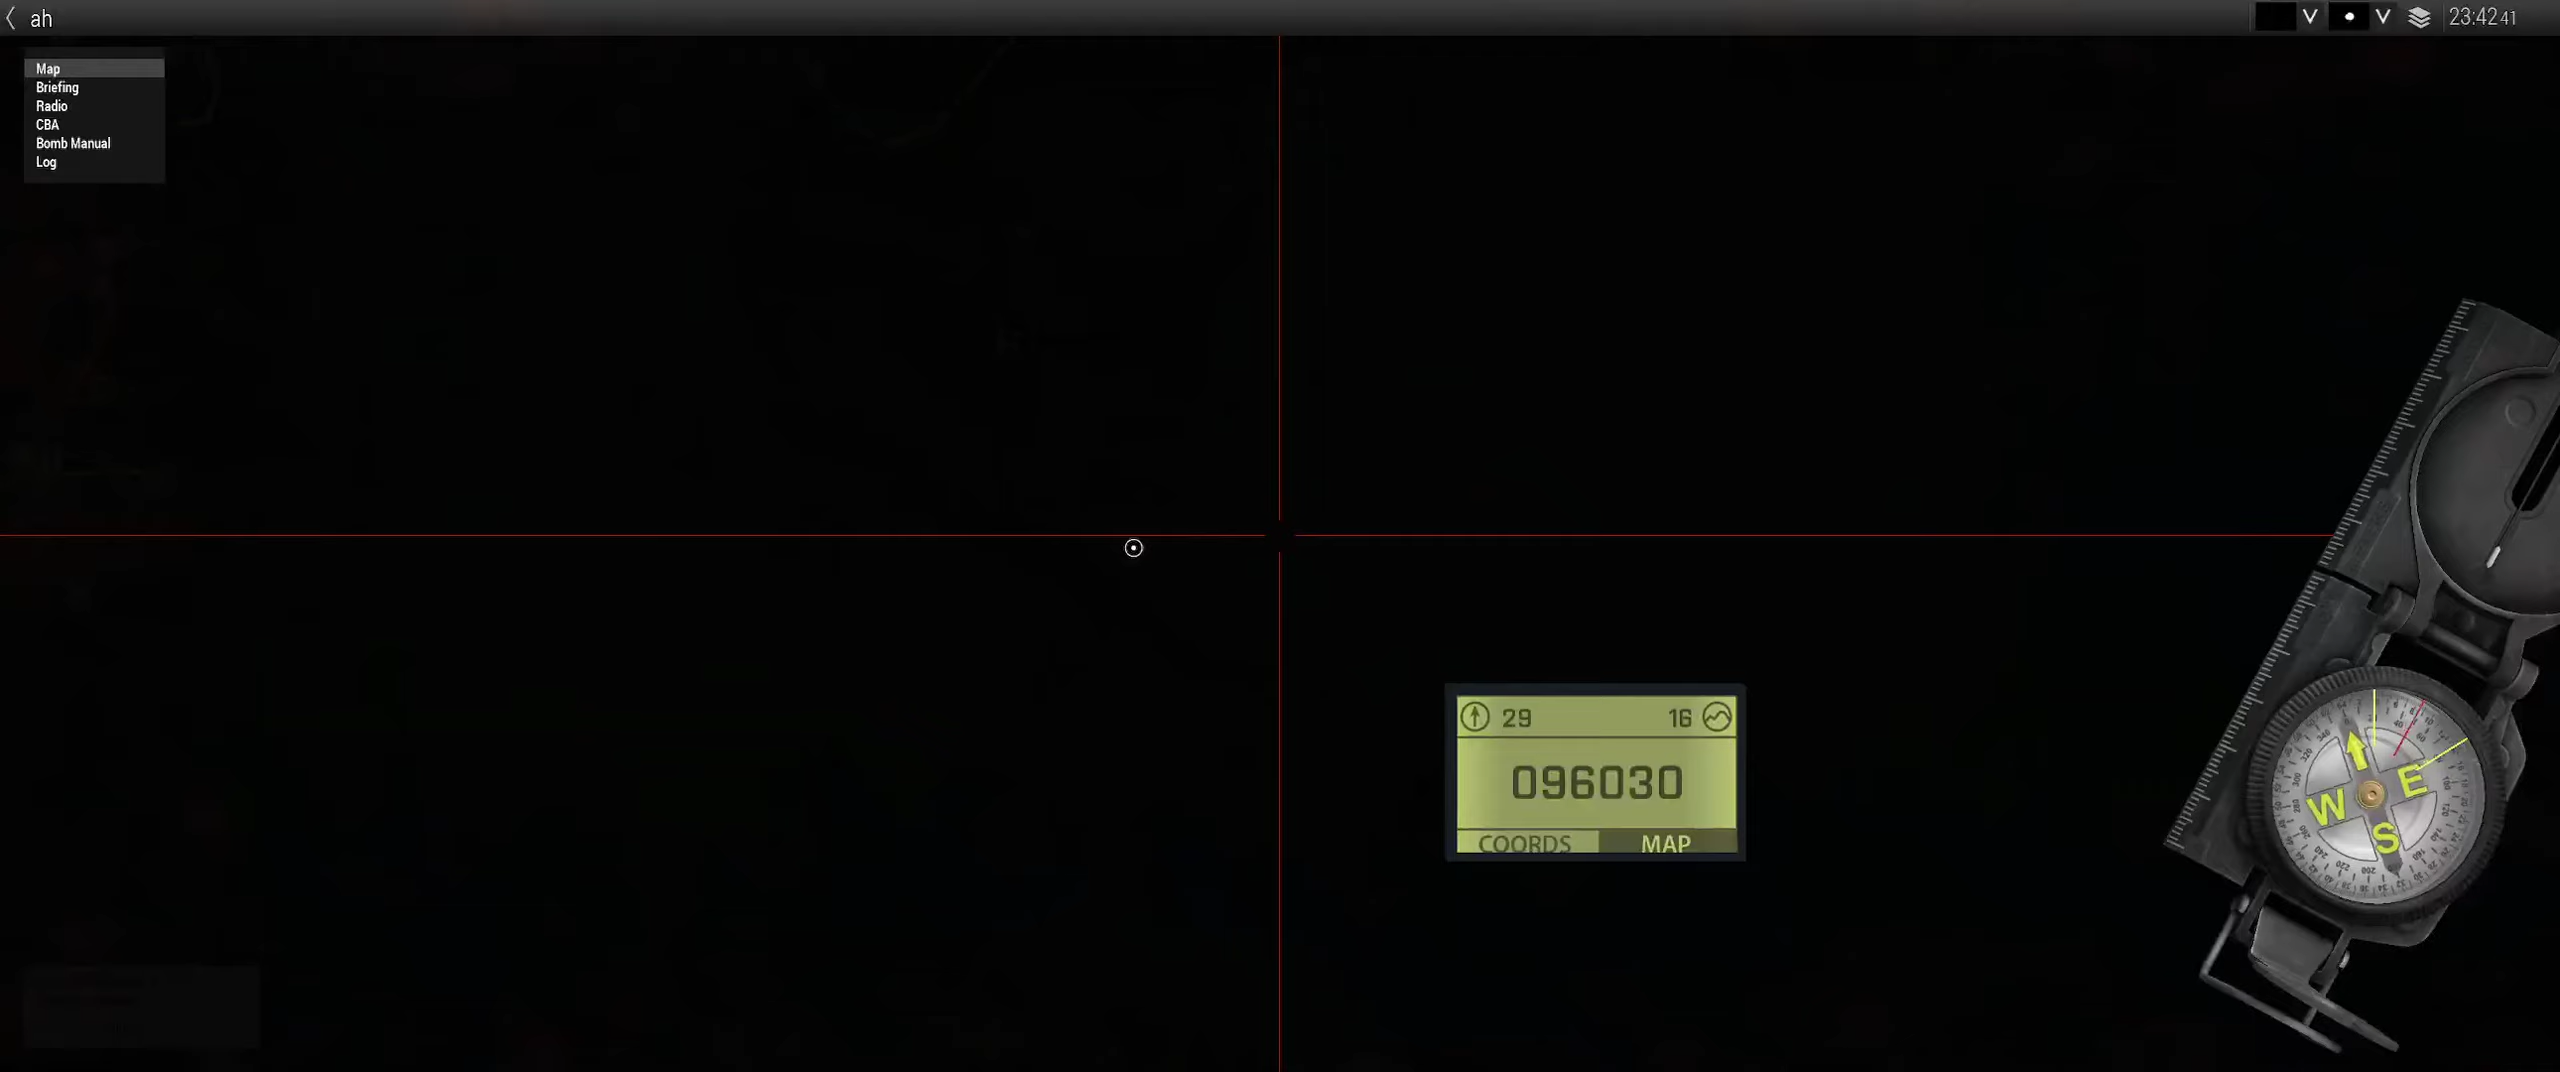 ah
V
V
23:42 41
Map
Briefing
Radio
CBA
Bomb Manual
Log
29
16
096030
COORDS
MAP
W
E
S